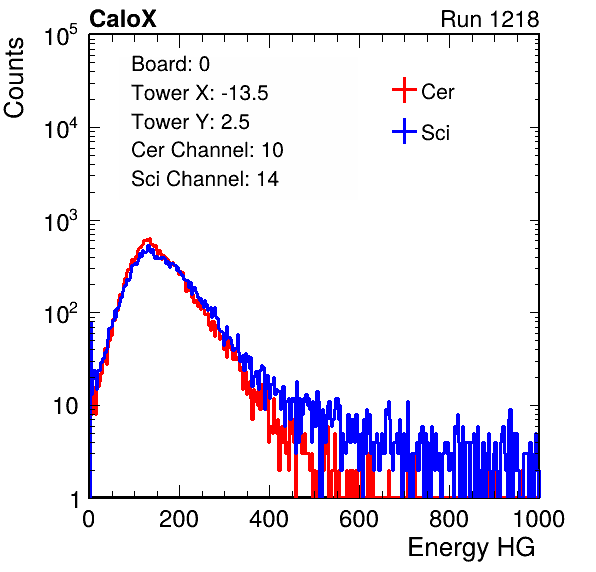 CaloX Run 1218
Counts
10^5
10^4
10^3
10^2
10
1
Board: 0
Tower X: -13.5
Tower Y: 2.5
Cer Channel: 10
Sci Channel: 14
Cer
Sci
0 200 400 600 800 1000
Energy HG